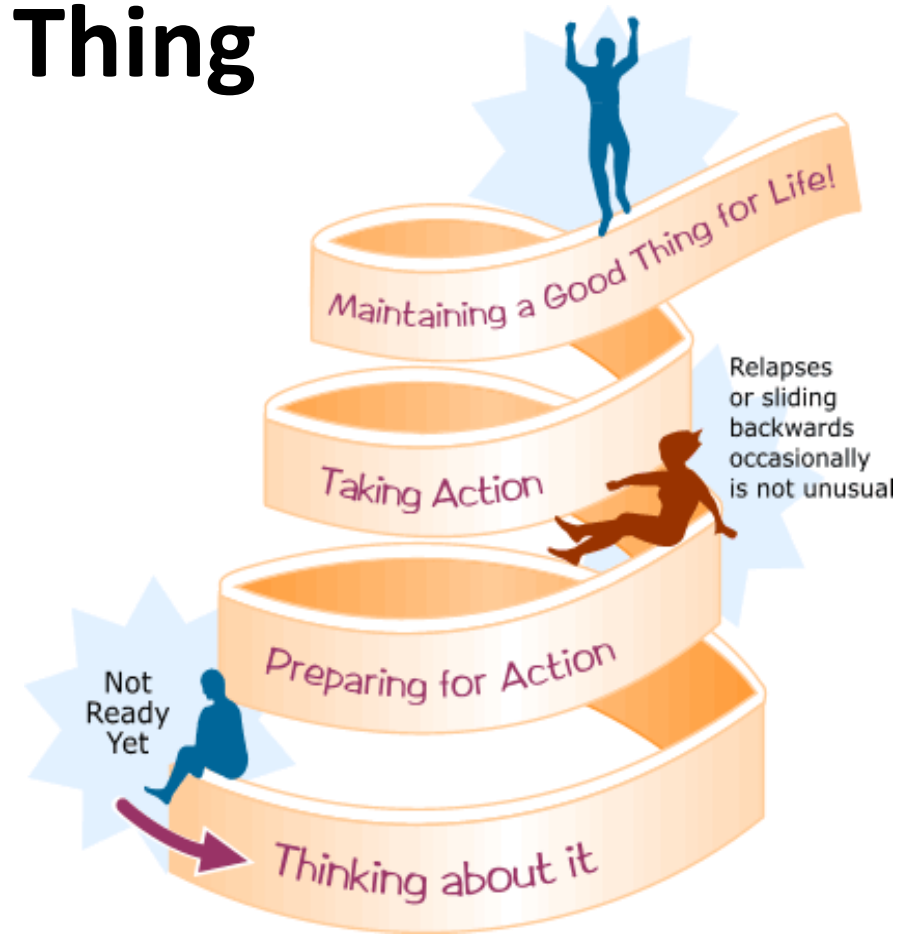 Thing
Maintaining a Good Thing for Life!
Relapses
or sliding
backwards
occasionally
is not unusual
Taking Action
Preparing for Action
Not
Ready
Yet
Thinking about it